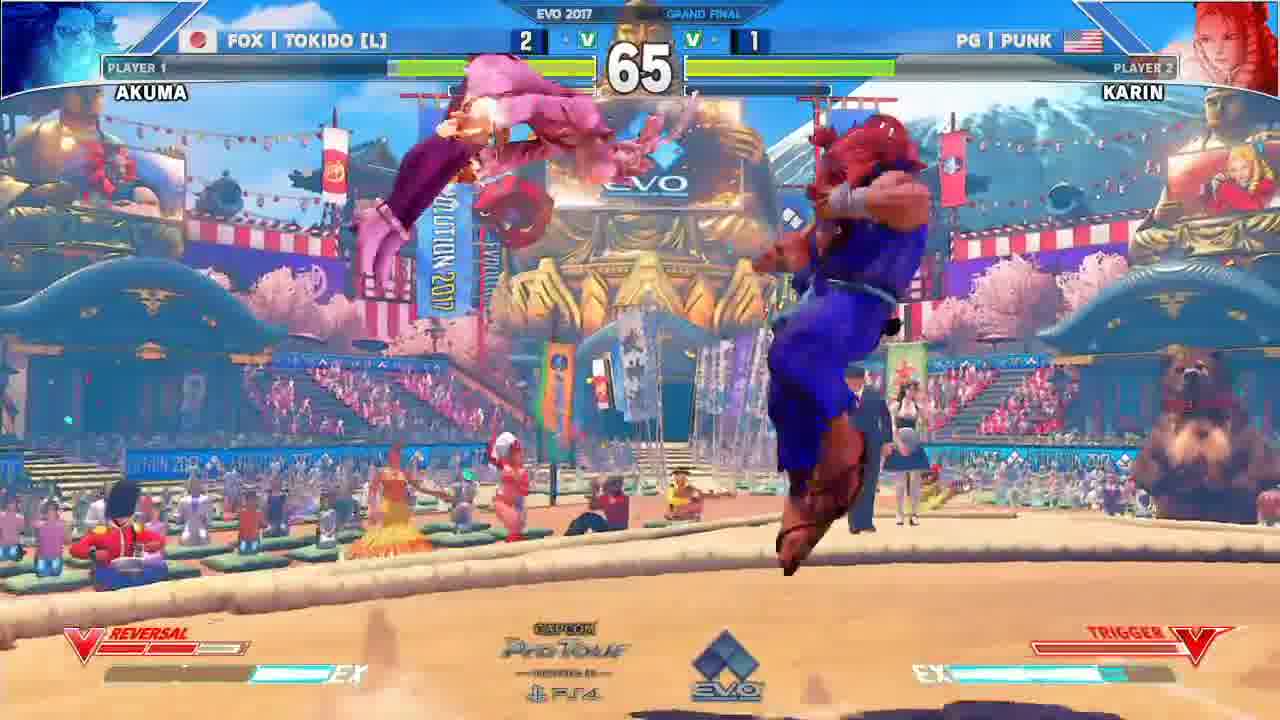 EVO 2017 GRAND FINAL
FOX | TOKIDO [L] 2 V 65 V 1 PG | PUNK
PLAYER 1 PLAYER 2
AKUMA KARIN
EVO
REVERSAL TRIGGER
EX EX
CAPCOM
PRO TOUR
PS4
EVO